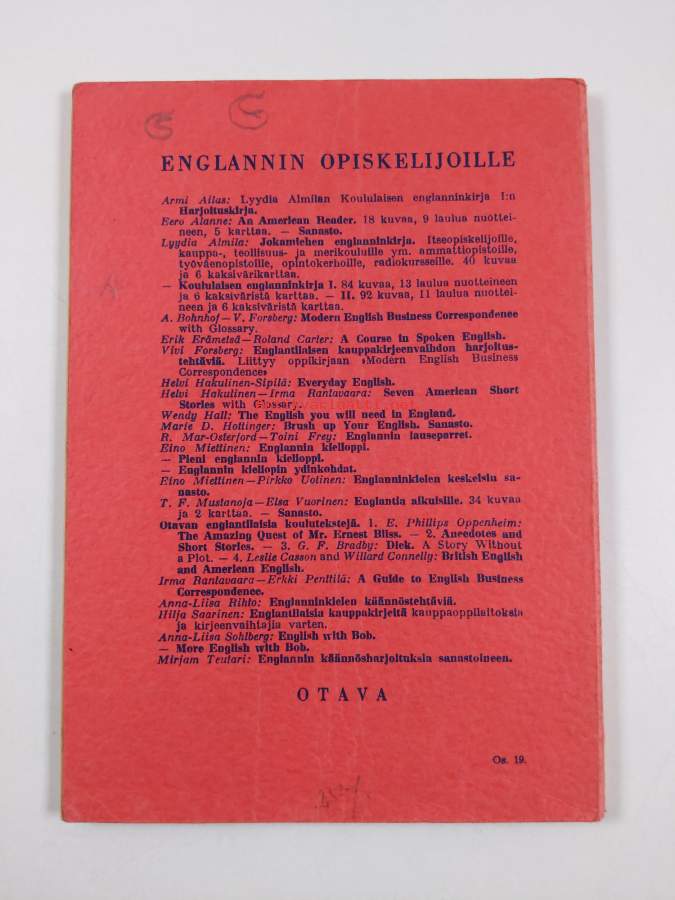 ENGLANNIN OPISKELIJOILLE
Armi Ailas: Lyydia Almilan Koululaisen englanninkirja I:n
Harjoituskirja.
Eero Alanne: An American Reader. 18 kuvaa, 9 laulua nuottei-
neen, 5 karttaa. — Sanasto.
Lyydia Almila: Jokamiehen englanninkirja. Itseopiskelijoille,
kauppa-, teollisuus- ja merikouluille ym. ammattiopistoille,
työväenopistoille, opintokerhoille, radiokursseille. 40 kuvaa
ja 6 kaksivärikarttaa.
— Koululaisen englanninkirja I. 84 kuvaa, 13 laulua nuotteineen
ja 6 kaksiväristä karttaa. — II. 92 kuvaa, 11 laulua nuottei-
neen ja 6 kaksiväristä karttaa.
A. Bohnhof—V. Forsberg: Modern English Business Correspondence
with Glossary.
Erik Erämetsä—Roland Carter: A Course in Spoken English.
Vivi Forsberg: Englantilaisen kauppakirjeenvaihdon harjoitus-
tehtäviä. Liittyy oppikirjaan »Modern English Business
Correspondence»
Helvi Hakulinen-Sipilä: Everyday English.
Helvi Hakulinen—Irma Rantavaara: Seven American Short
Stories with Glossary.
Wendy Hall: The English you will need in England.
Marie D. Hottinger: Brush up Your English. Sanasto.
R. Mar-Osterford—Toini Frey: Englannin lauseparret.
Eino Miettinen: Englannin kielioppi.
— Pieni englannin kielioppi.
— Englannin kieliopin ydinkohdat.
Eino Miettinen—Pirkko Uotinen: Englanninkielen keskeisin sa-
nasto.
T. F. Mustanoja—Elsa Vuorinen: Englantia aikuisille. 34 kuvaa
ja 2 karttaa. — Sanasto.
Otavan englantilaisia koulutekstejä. 1. E. Phillips Oppenheim:
The Amazing Quest of Mr. Ernest Bliss. — 2. Anecdotes and
Short Stories. — 3. G. F. Bradby: Dick. A Story Without
a Plot. — 4. Leslie Casson and Willard Connelly: British English
and American English.
Irma Rantavaara—Erkki Penttilä: A Guide to English Business
Correspondence.
Anna-Liisa Rihto: Englanninkielen käännöstehtäviä.
Hilja Saarinen: Englantilaisia kauppakirjeitä kauppaoppilaitoksia
ja kirjeenvaihtajia varten.
Anna-Liisa Sohlberg: English with Bob.
— More English with Bob.
Mirjam Teutari: Englannin käännösharjoituksia sanastoineen.
OTAVA
Os. 19.